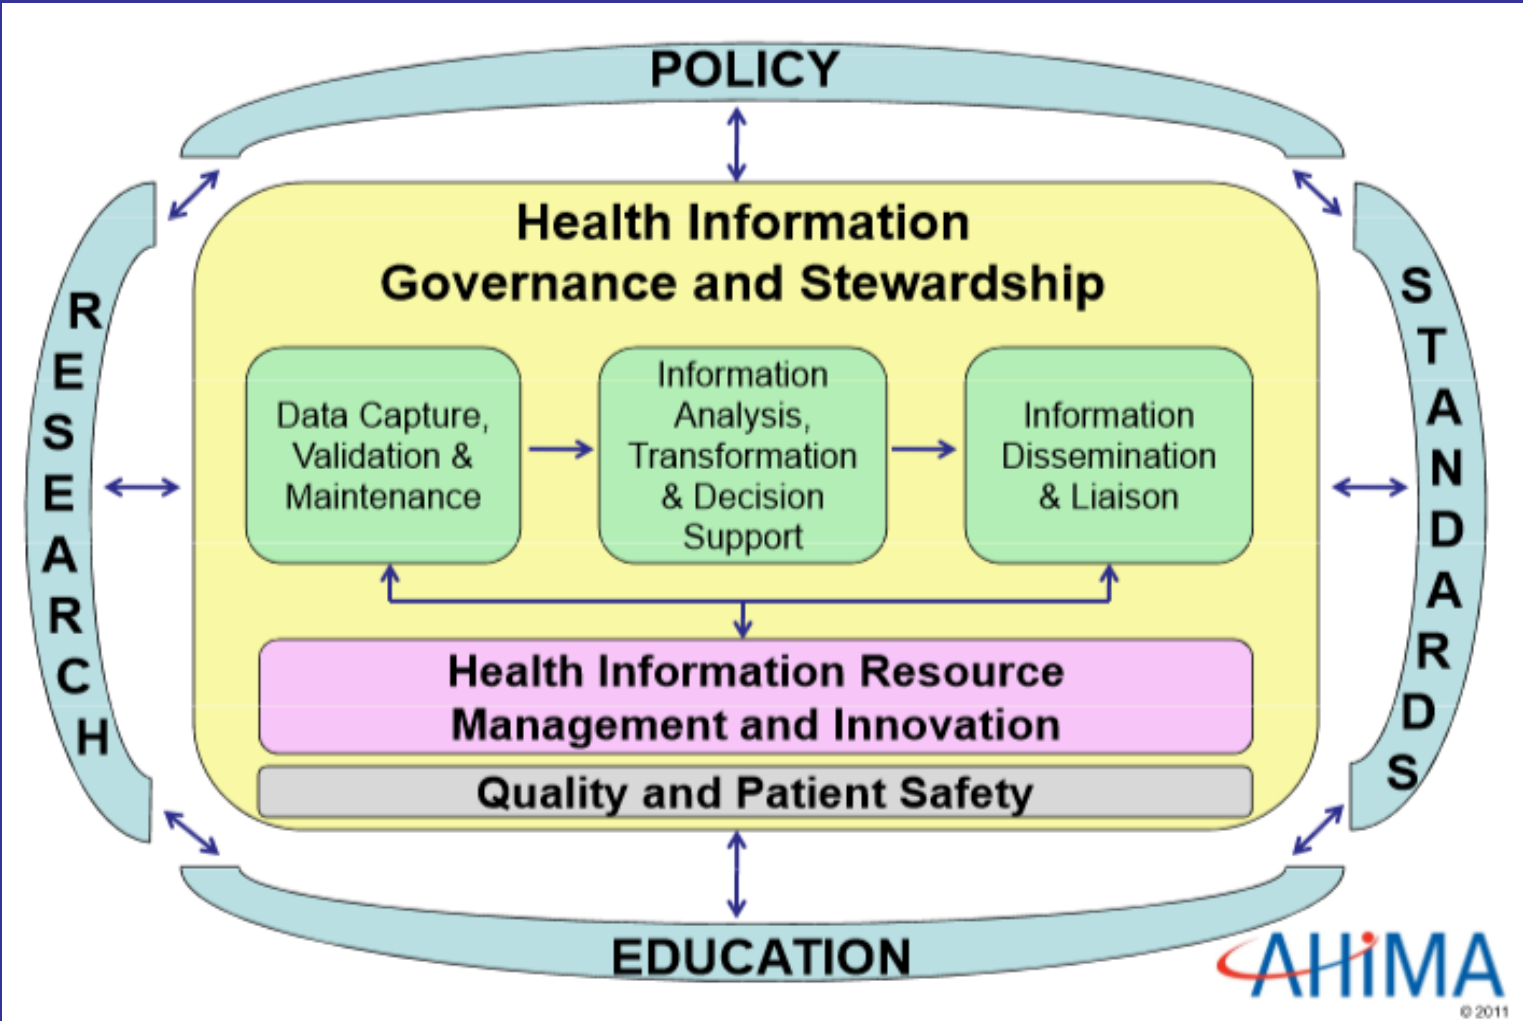 POLICY
Health Information
Governance and Stewardship
RESEARCH
STANDARDS
Data Capture,
Validation &
Maintenance
Information
Analysis,
Transformation
& Decision
Support
Information
Dissemination
& Liaison
Health Information Resource
Management and Innovation
Quality and Patient Safety
EDUCATION
AHiMA
© 2011